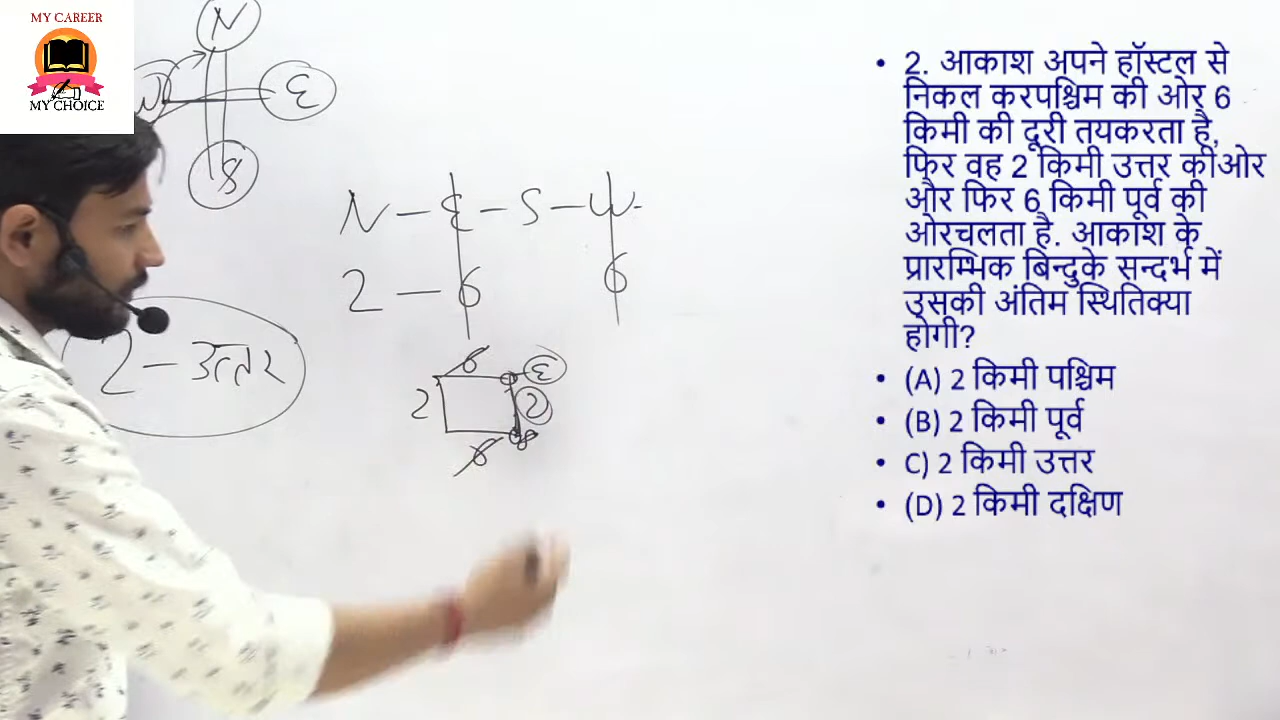 MY CAREER
MY CHOICE
N
W
E
S
N - E - S - W
2 - 6 6
2 - उत्तर
6
E
2
2
6
S
• 2. आकाश अपने हॉस्टल से
निकल करपश्चिम की ओर 6
किमी की दूरी तयकरता है,
फिर वह 2 किमी उत्तर कीओर
और फिर 6 किमी पूर्व की
ओरचलता है. आकाश के
प्रारम्भिक बिन्दुके सन्दर्भ में
उसकी अंतिम स्थितिक्या
होगी?
• (A) 2 किमी पश्चिम
• (B) 2 किमी पूर्व
• C) 2 किमी उत्तर
• (D) 2 किमी दक्षिण